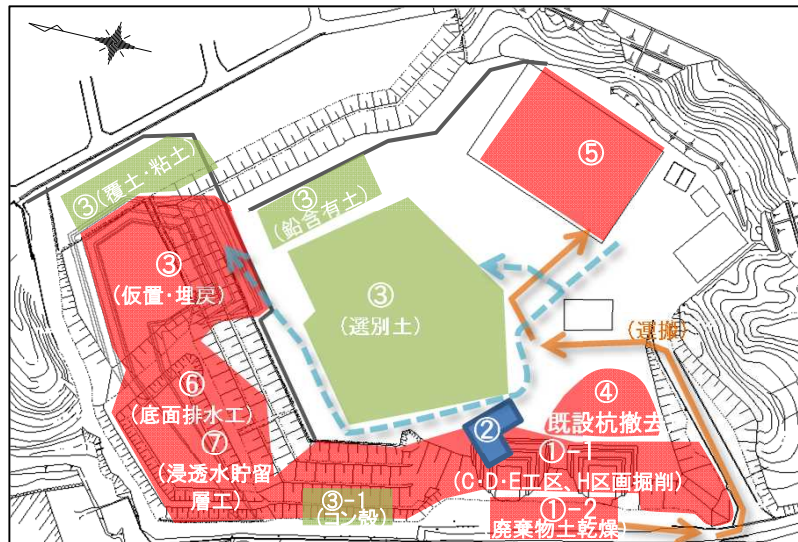 ③(覆土・粘土)
③
(鉛含有土)
⑤
③
(仮置・埋戻)
③
(選別土)
(運搬)
⑥
(底面排水工)
⑦
(浸透水貯留
層工)
④
既設杭撤去
②
①-1
(C・D・E工区、H区画掘削)
③-1
(コン殻)
①-2
(廃棄物土乾燥)